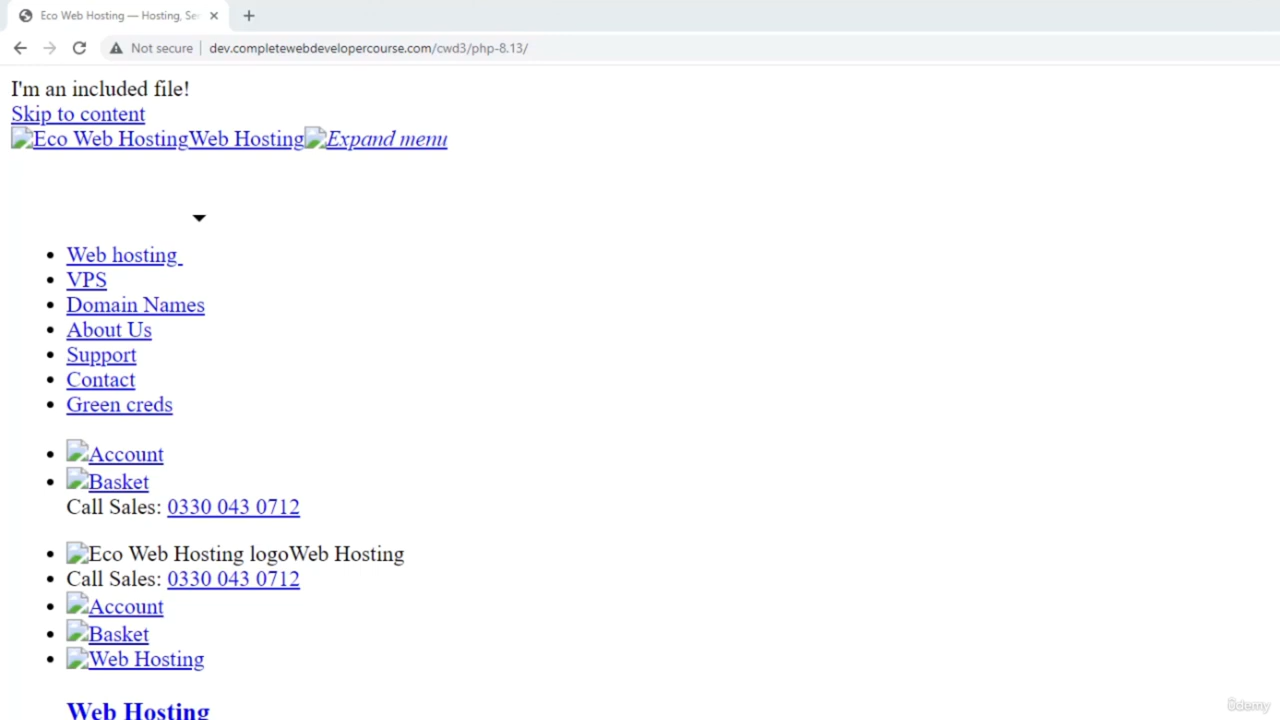 Eco Web Hosting — Hosting, Se
Not secure
dev.completewebdevelopercourse.com/cwd3/php-8.13/
I'm an included file!
Skip to content
Eco Web HostingWeb HostingExpand menu
Web hosting
VPS
Domain Names
About Us
Support
Contact
Green creds
Account
Basket
Call Sales: 0330 043 0712
Eco Web Hosting logoWeb Hosting
Call Sales: 0330 043 0712
Account
Basket
Web Hosting
Web Hosting
ûdemy